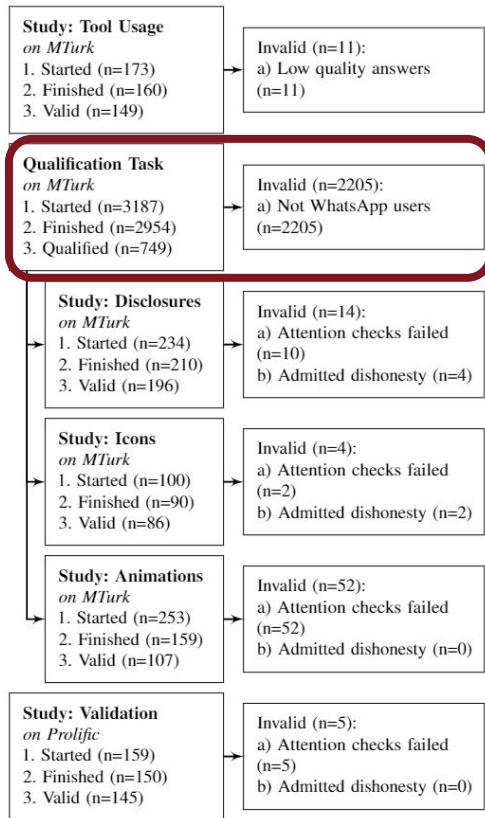 Study: Tool Usage
on MTurk
1. Started (n=173)
2. Finished (n=160)
3. Valid (n=149)
Invalid (n=11):
a) Low quality answers
(n=11)
Qualification Task
on MTurk
1. Started (n=3187)
2. Finished (n=2954)
3. Qualified (n=749)
Invalid (n=2205):
a) Not WhatsApp users
(n=2205)
Study: Disclosures
on MTurk
1. Started (n=234)
2. Finished (n=210)
3. Valid (n=196)
Invalid (n=14):
a) Attention checks failed
(n=10)
b) Admitted dishonesty (n=4)
Study: Icons
on MTurk
1. Started (n=100)
2. Finished (n=90)
3. Valid (n=86)
Invalid (n=4):
a) Attention checks failed
(n=2)
b) Admitted dishonesty (n=2)
Study: Animations
on MTurk
1. Started (n=253)
2. Finished (n=159)
3. Valid (n=107)
Invalid (n=52):
a) Attention checks failed
(n=52)
b) Admitted dishonesty (n=0)
Study: Validation
on Prolific
1. Started (n=159)
2. Finished (n=150)
3. Valid (n=145)
Invalid (n=5):
a) Attention checks failed
(n=5)
b) Admitted dishonesty (n=0)